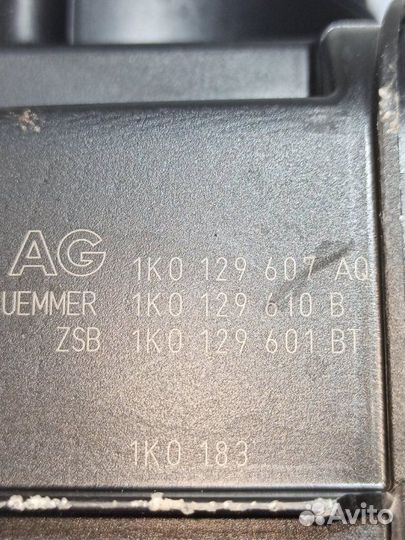 AG 1K0 129 607 AQ
UEMMER 1K0 129 610 B
ZSB 1K0 129 601 BT
1K0 183
Avito